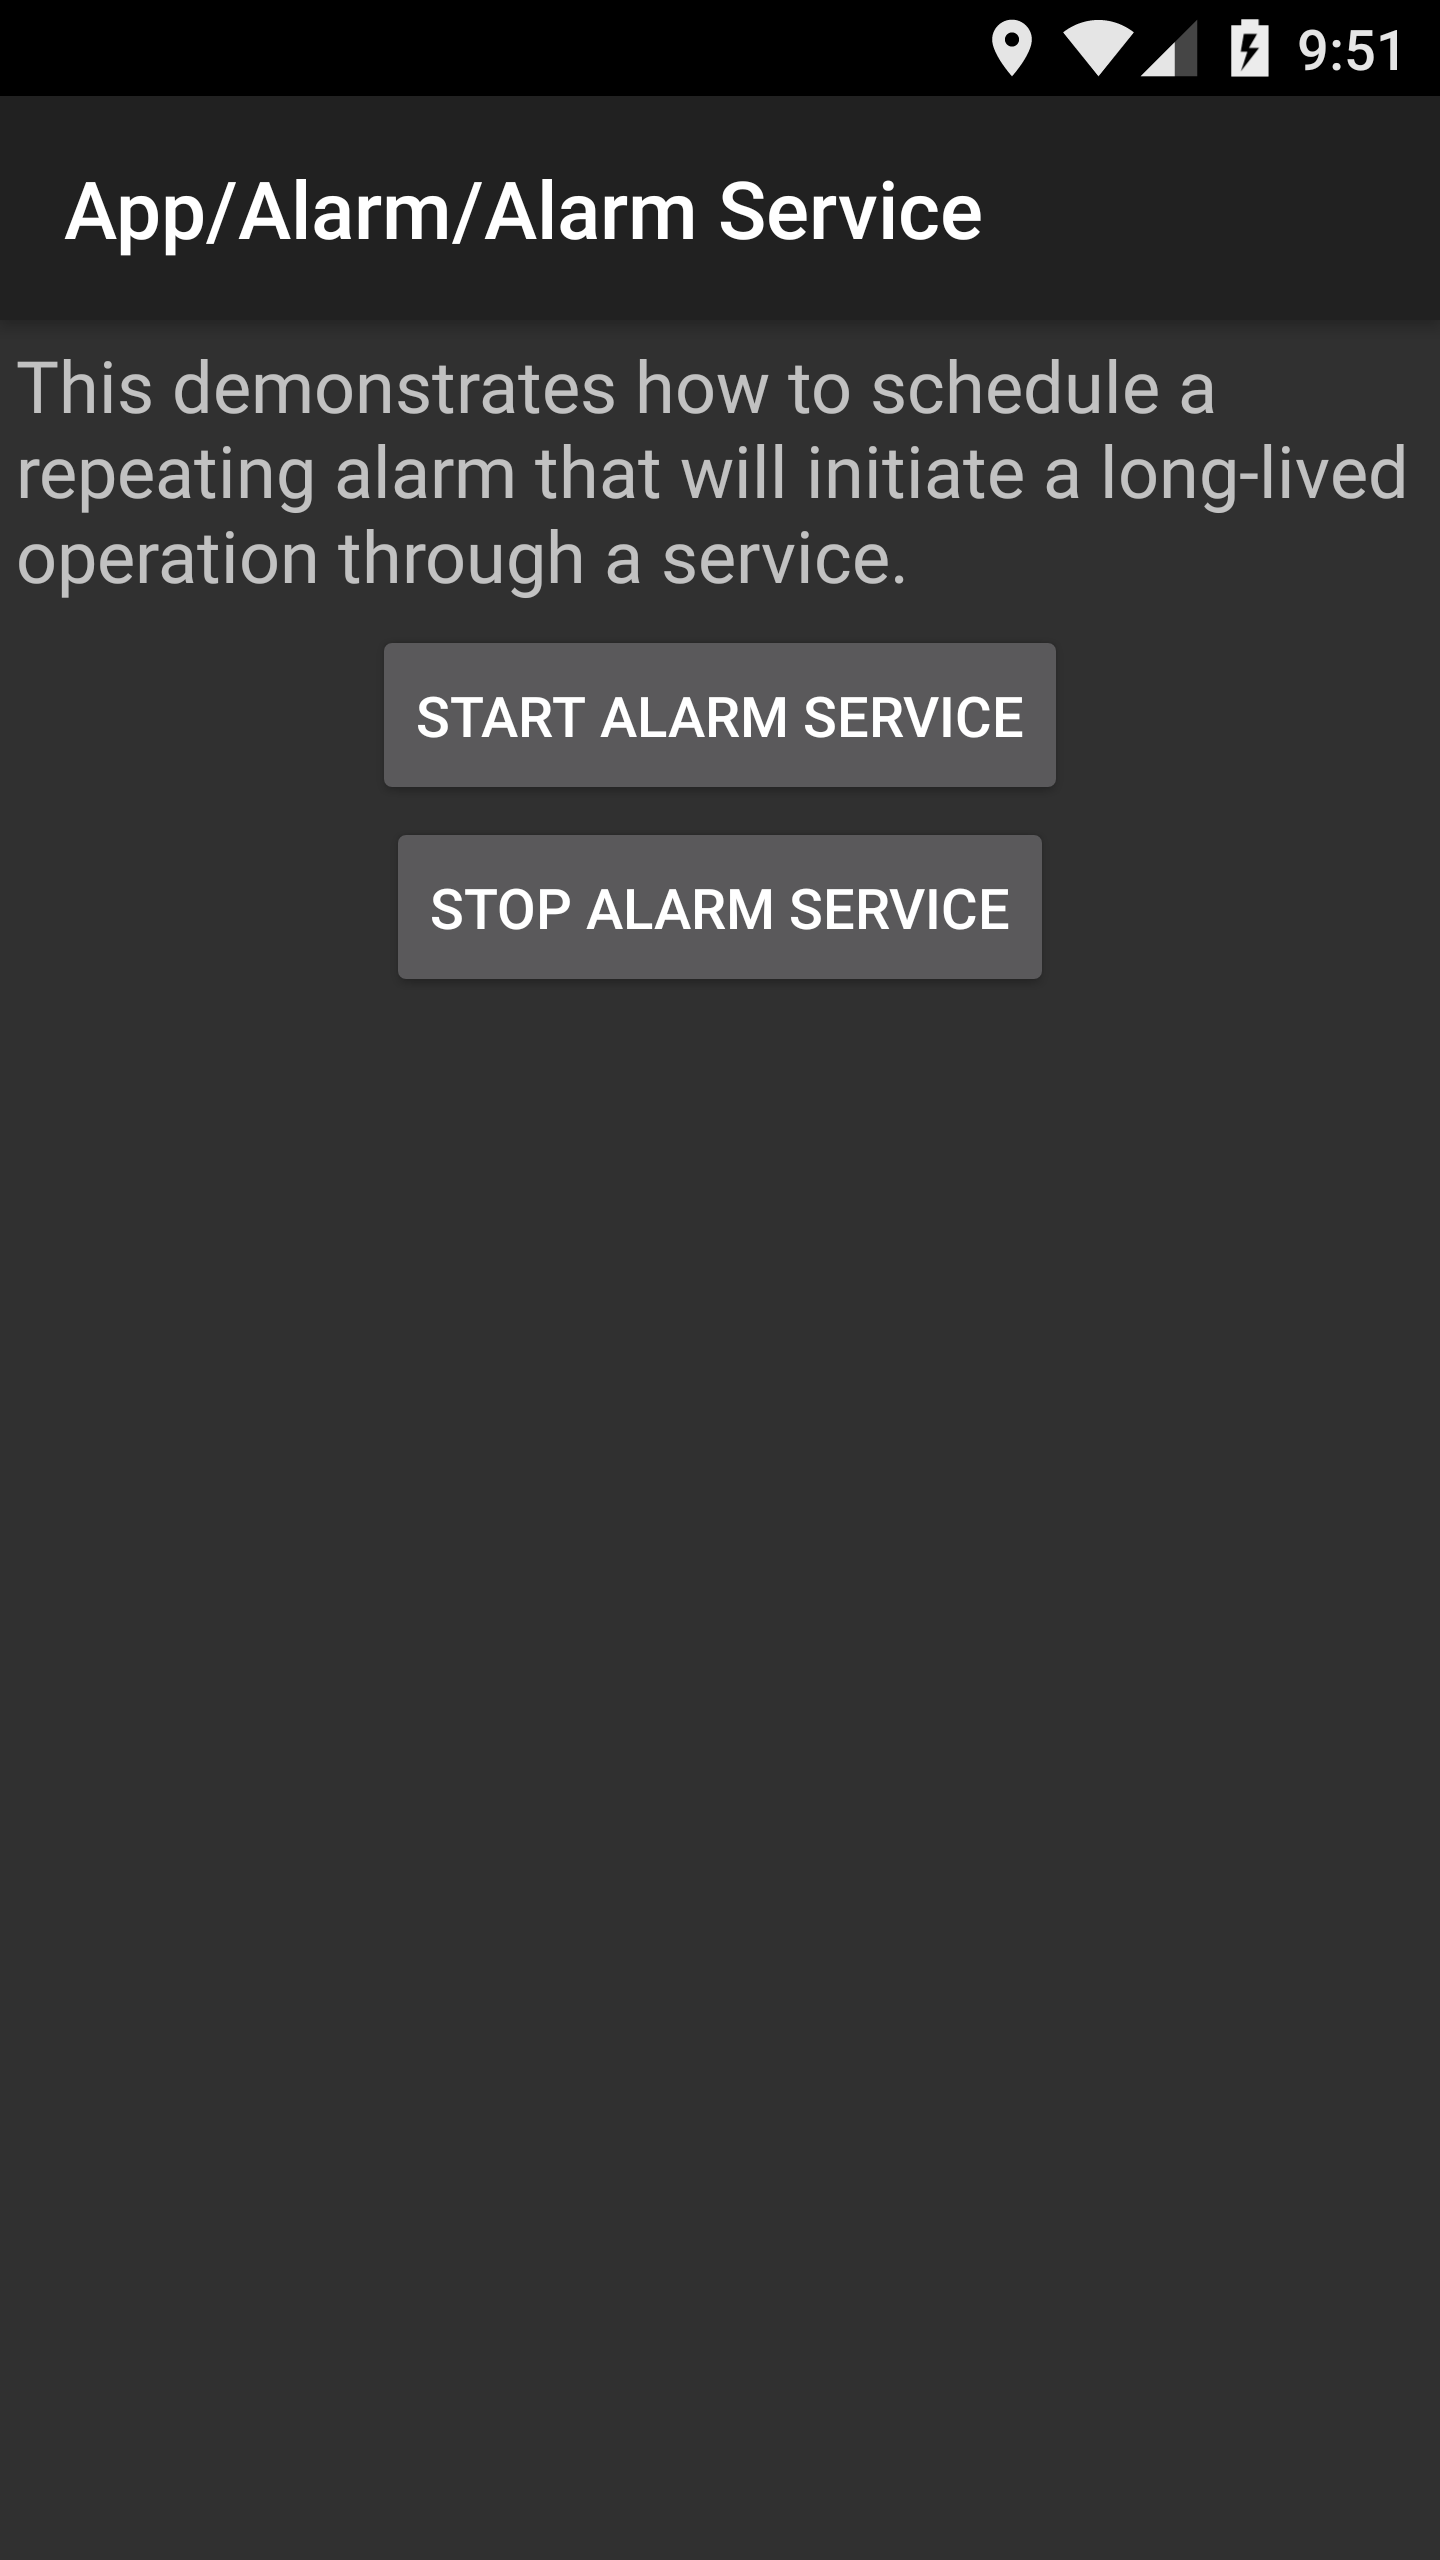 9:51
App/Alarm/Alarm Service
This demonstrates how to schedule a
repeating alarm that will initiate a long-lived
operation through a service.
START ALARM SERVICE
STOP ALARM SERVICE